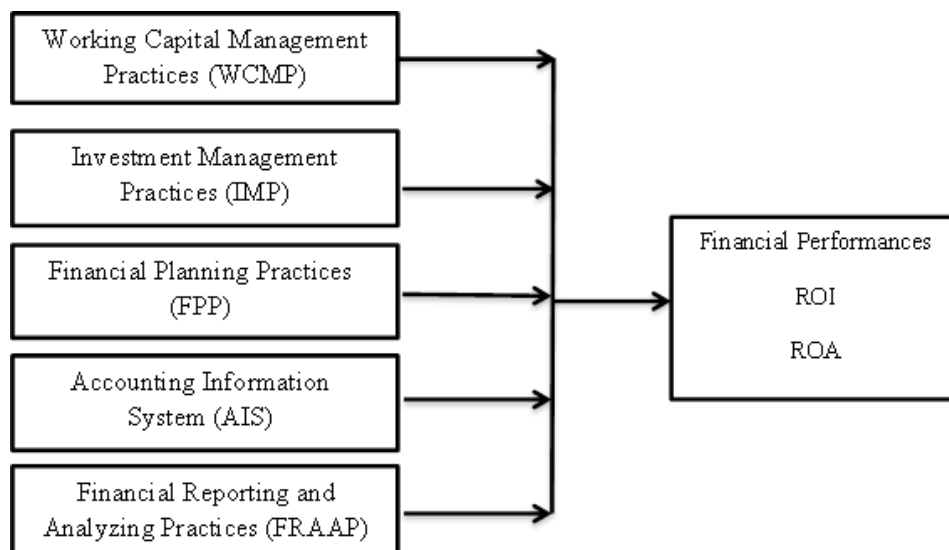 Working Capital Management
Practices (WCMP)
Investment Management
Practices (IMP)
Financial Planning Practices
(FPP)
Accounting Information
System (AIS)
Financial Reporting and
Analyzing Practices (FRAAP)
Financial Performances
ROI
ROA